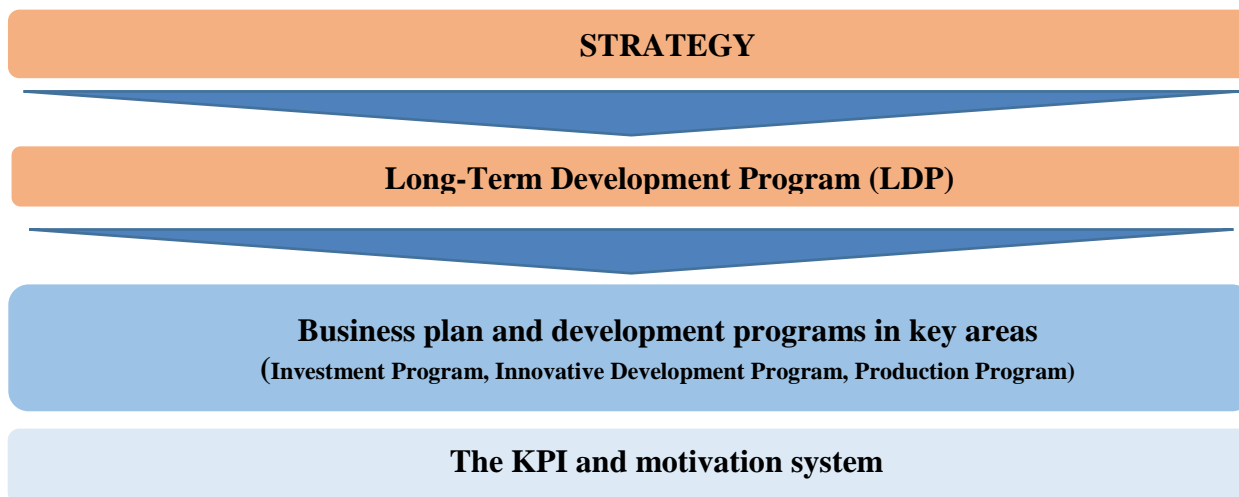 STRATEGY
Long-Term Development Program (LDP)
Business plan and development programs in key areas
(Investment Program, Innovative Development Program, Production Program)
The KPI and motivation system